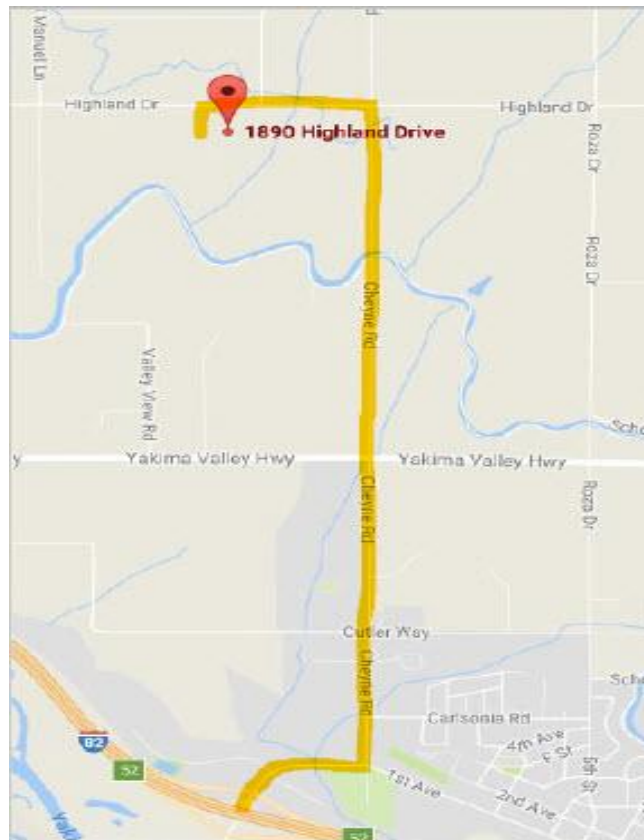 Manuel Ln
Highland Dr
Highland Dr
1890 Highland Drive
Roza Dr
Roza Dr
Cheyne Rd
Valley View Rd
Scho
y
Yakima Valley Hwy
Yakima Valley Hwy
Cheyne Rd
Roza Dr
Cutler Way
Cheyne Rd
Scho
Carlsonia Rd
4th Ave
F St
82
52
1st Ave
5th St
2nd Ave
Yaki
52